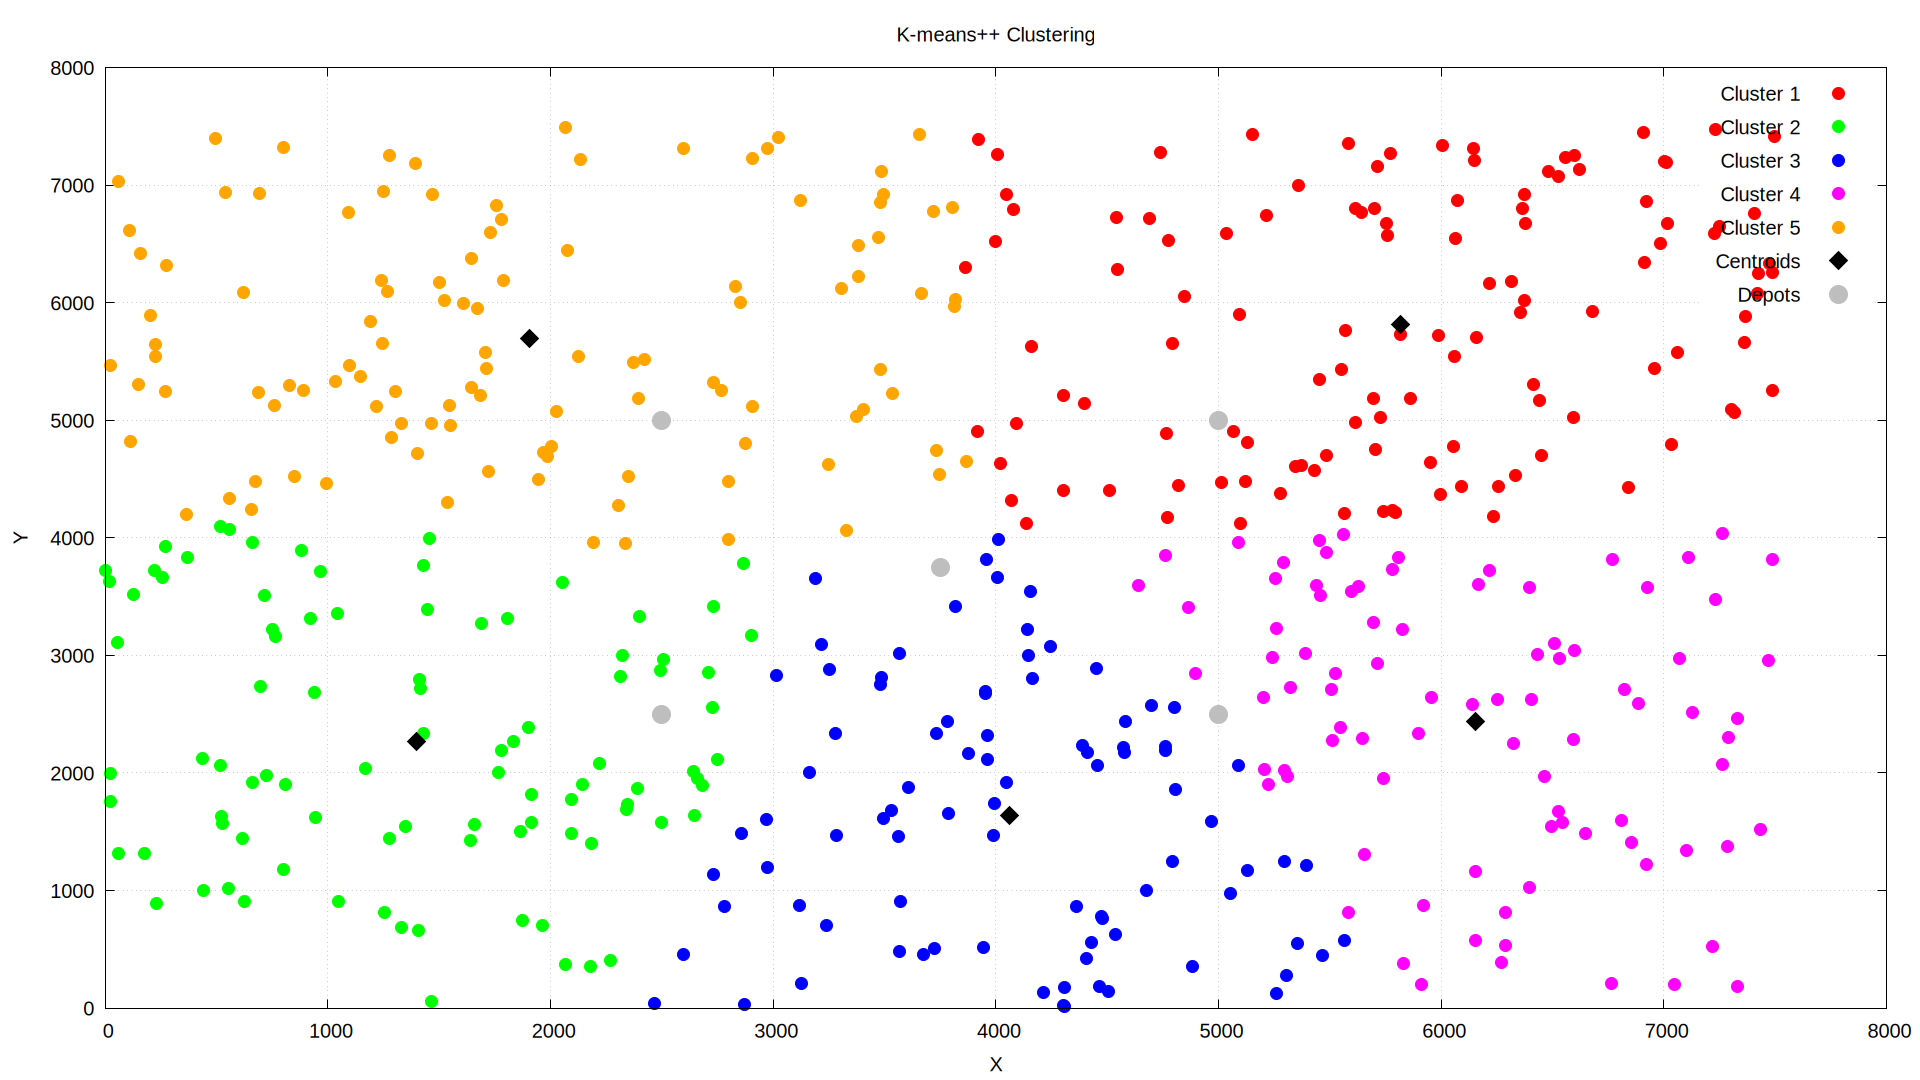 K-means++ Clustering
8000
7000
6000
5000
4000
3000
2000
1000
0
Y
Cluster 1
Cluster 2
Cluster 3
Cluster 4
Cluster 5
Centroids
Depots
0 1000 2000 3000 4000 5000 6000 7000 8000
X